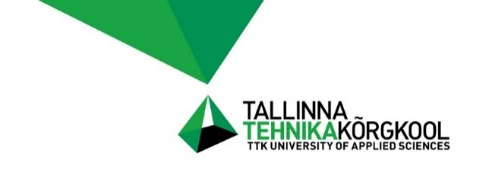 TALLINNA
TEHNIKAKÕRGKOOL
TTK UNIVERSITY OF APPLIED SCIENCES